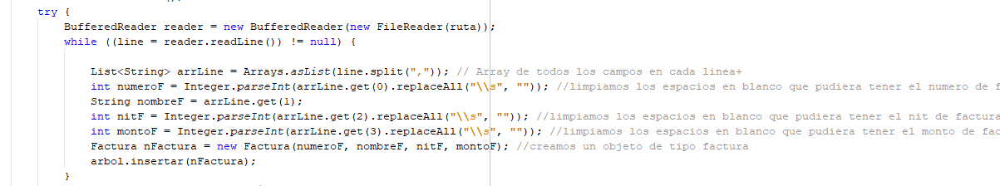 try {
BufferedReader reader = new BufferedReader(new FileReader(ruta));
while ((line = reader.readLine()) != null) {
List<String> arrLine = Arrays.asList(line.split(",")); // Array de todos los campos en cada linea+
int numeroF = Integer.parseInt(arrLine.get(0).replaceAll("\\s", "")); //limpiamos los espacios en blanco que pudiera tener el numero de
String nombreF = arrLine.get(1);
int nitF = Integer.parseInt(arrLine.get(2).replaceAll("\\s", "")); //limpiamos los espacios en blanco que pudiera tener el nit de factura
int montoF = Integer.parseInt(arrLine.get(3).replaceAll("\\s", "")); //limpiamos los espacios en blanco que pudiera tener el monto de fac
Factura nFactura = new Factura(numeroF, nombreF, nitF, montoF); //creamos un objeto de tipo factura
arbol.insertar(nFactura);
}